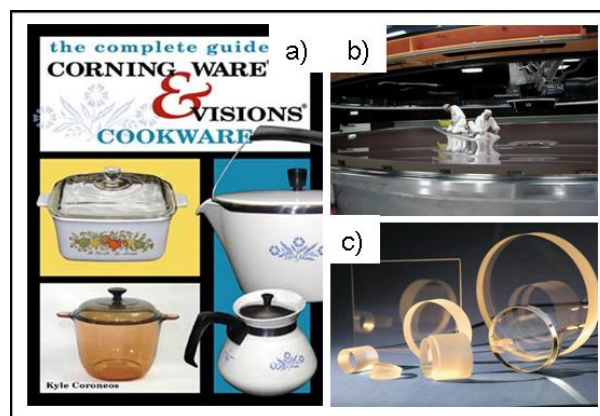 the complete guide
CORNING WARE®
& VISIONS®
COOKWARE
Kyle Coroneos
a)
b)
c)